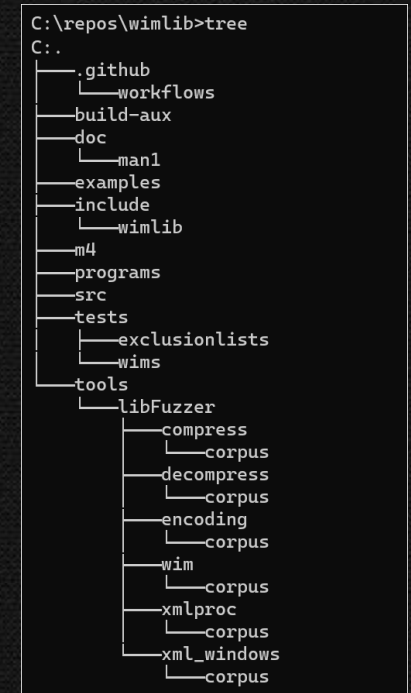 C:\repos\wimlib>tree
C:.
├───.github
│   └───workflows
├───build-aux
├───doc
│   └───man1
├───examples
├───include
│   └───wimlib
├───m4
├───programs
├───src
├───tests
│   ├───exclusionlists
│   └───wims
└───tools
    └───libFuzzer
        ├───compress
        │   └───corpus
        ├───decompress
        │   └───corpus
        ├───encoding
        │   └───corpus
        ├───wim
        │   └───corpus
        ├───xmlproc
        │   └───corpus
        └───xml_windows
            └───corpus